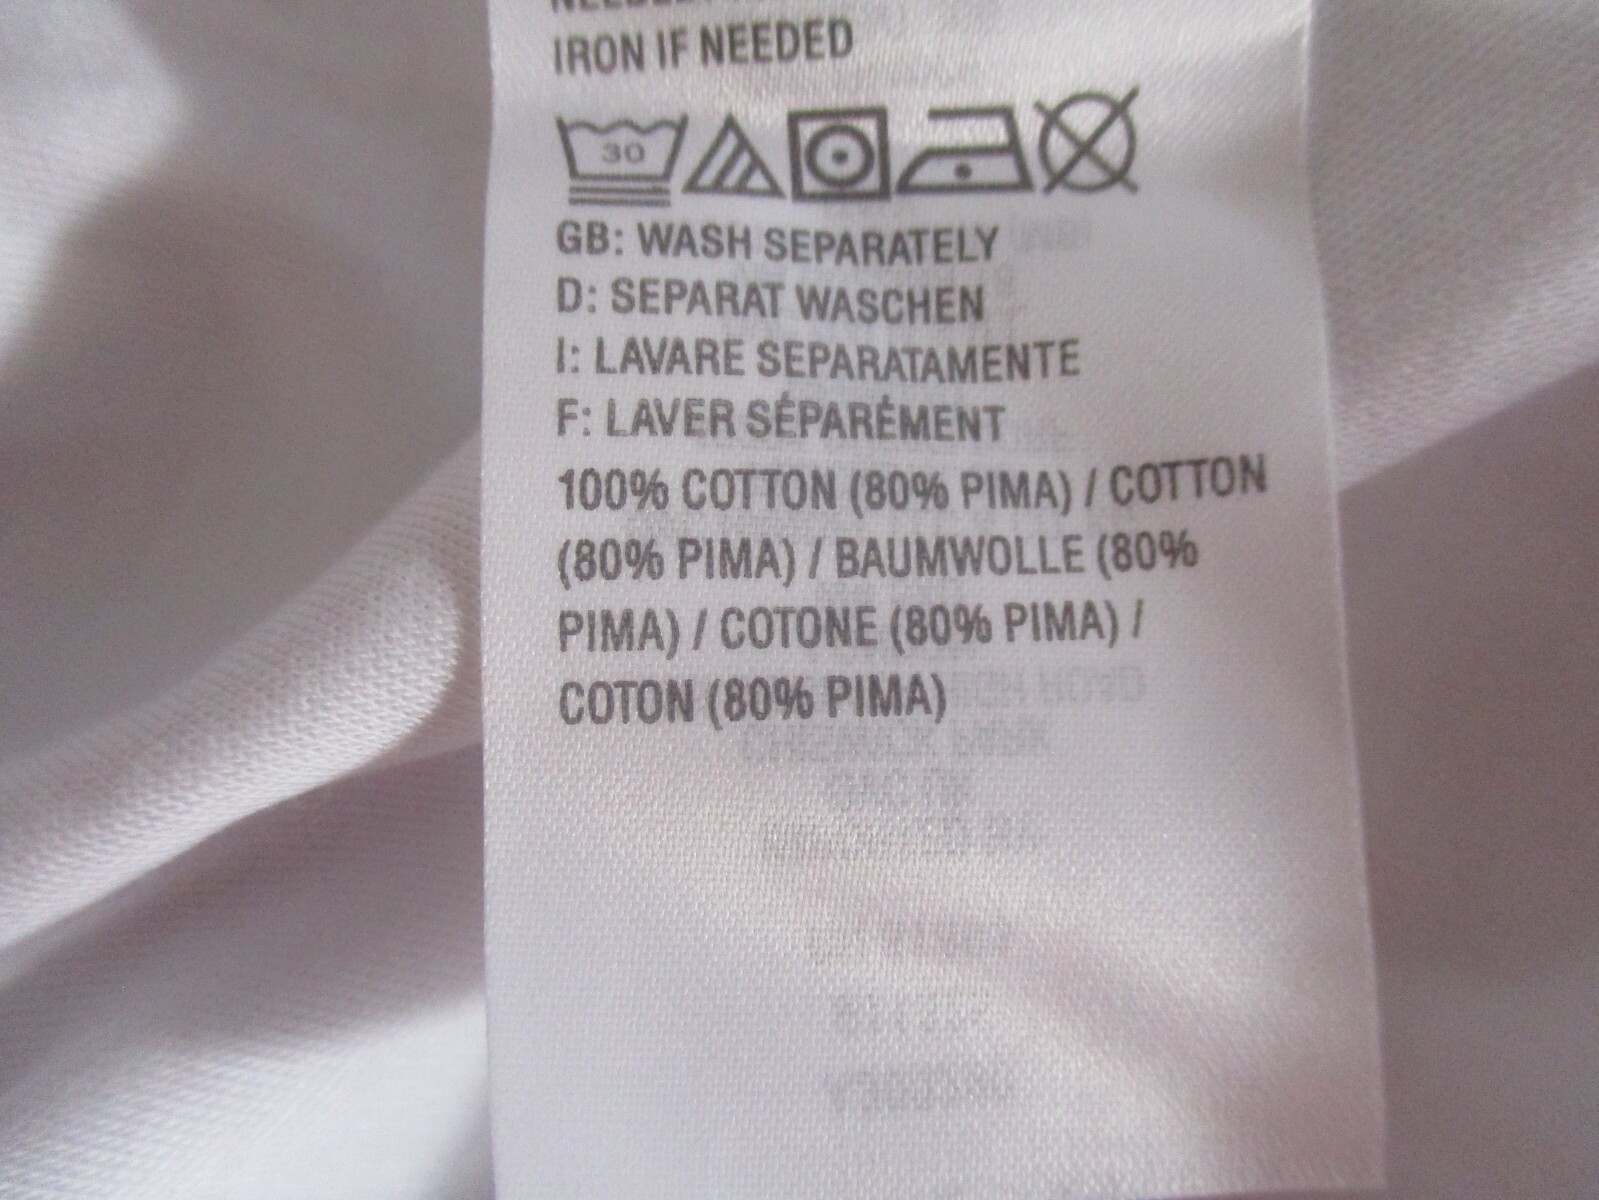 IRON IF NEEDED
30
GB: WASH SEPARATELY
D: SEPARAT WASCHEN
I: LAVARE SEPARATAMENTE
F: LAVER SÉPARÉMENT
100% COTTON (80% PIMA) / COTTON
(80% PIMA) / BAUMWOLLE (80%
PIMA) / COTONE (80% PIMA) /
COTON (80% PIMA)